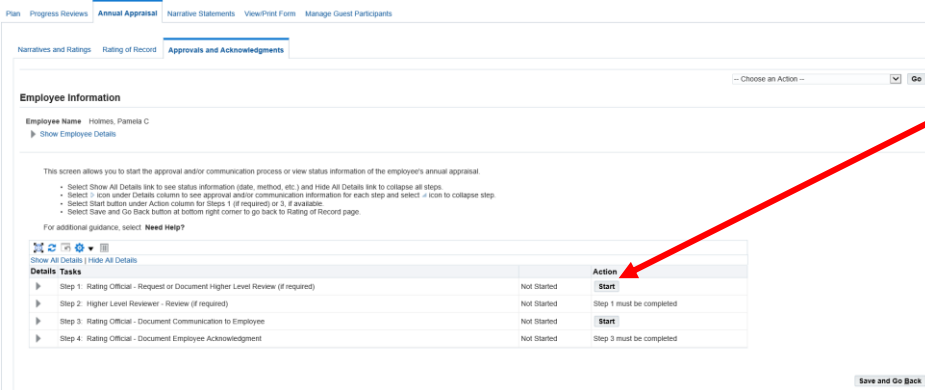 Plan Progress Reviews Annual Appraisal Narrative Statements View/Print Form Manage Guest Participants
Narratives and Ratings Rating of Record Approvals and Acknowledgments
-- Choose an Action -- Go
Employee Information
Employee Name Holmes, Pamela C
Show Employee Details
This screen allows you to start the approval and/or communication process or view status information of the employee's annual appraisal.
• Select Show All Details link to see status information (date, method, etc.) and Hide All Details link to collapse all steps.
• Select icon under Details column to see approval and/or communication information for each step and select icon to collapse step.
• Select Start button under Action column for Steps 1 (if required) or 3, if available.
• Select Save and Go Back button at bottom right corner to go back to Rating of Record page.
For additional guidance, select Need Help?
Show All Details | Hide All Details
Details Tasks Action
Step 1: Rating Official - Request or Document Higher Level Review (if required) Not Started Start
Step 2: Higher Level Reviewer - Review (if required) Not Started Step 1 must be completed
Step 3: Rating Official - Document Communication to Employee Not Started Start
Step 4: Rating Official - Document Employee Acknowledgment Not Started Step 3 must be completed
Save and Go Back